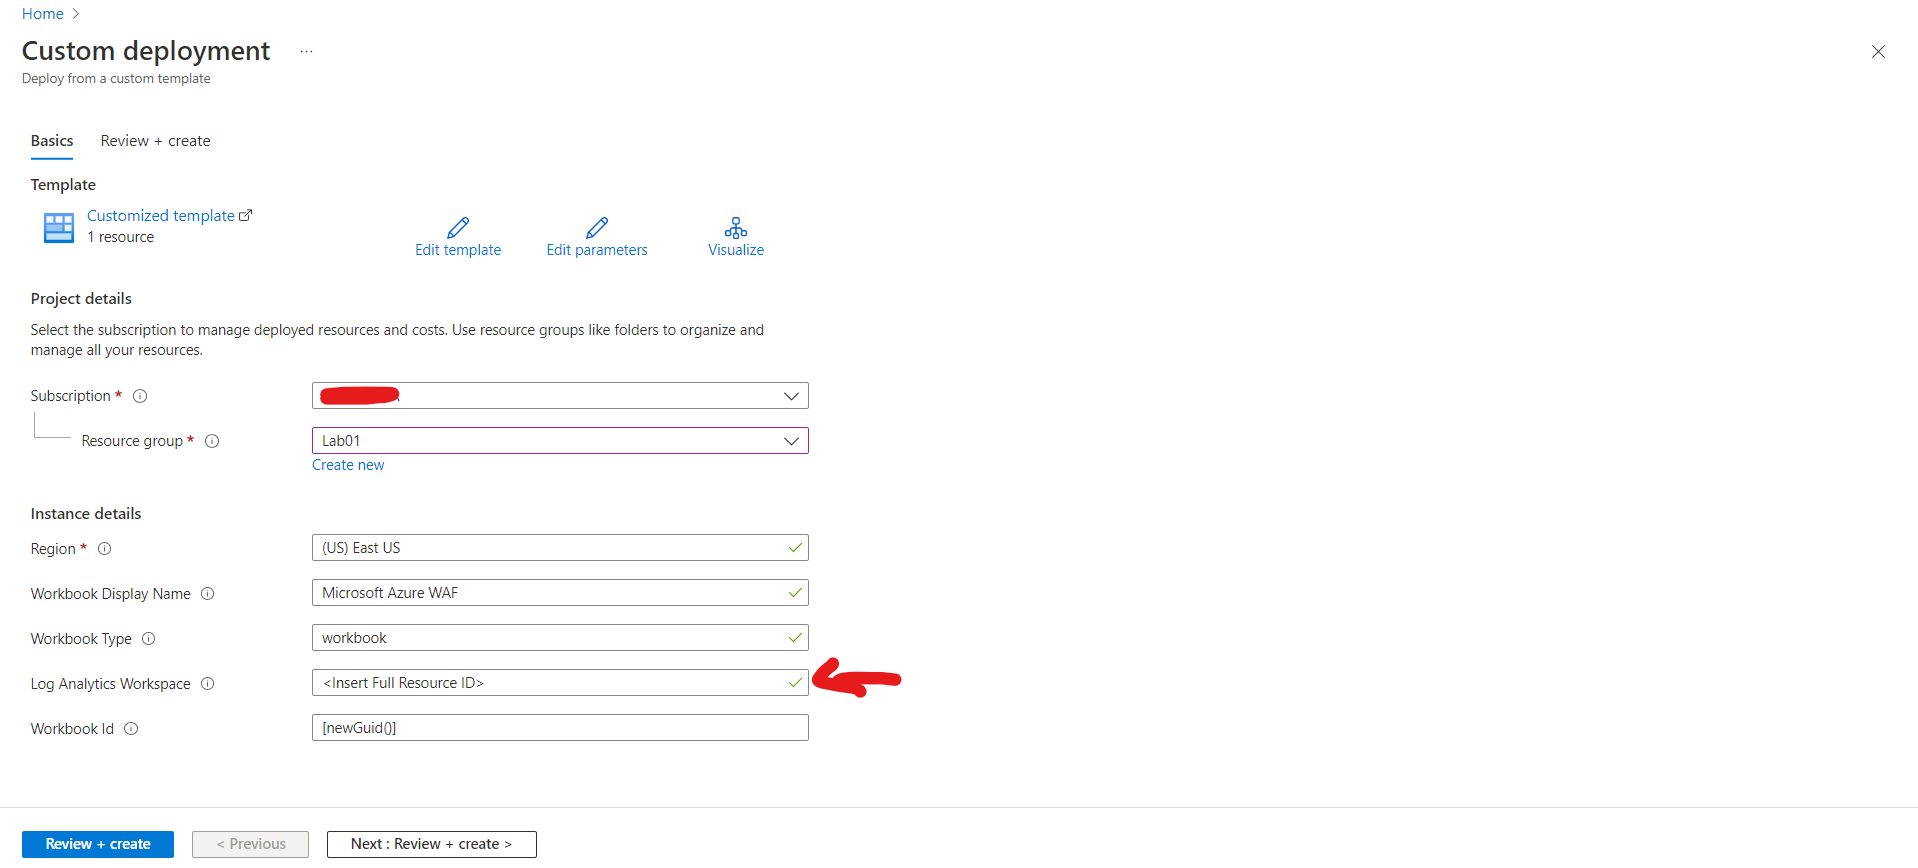 Home >
Custom deployment ...
Deploy from a custom template
Basics Review + create
Template
Customized template
1 resource
Edit template Edit parameters Visualize
Project details
Select the subscription to manage deployed resources and costs. Use resource groups like folders to organize and
manage all your resources.
Subscription *
Resource group * Lab01
Create new
Instance details
Region * (US) East US
Workbook Display Name Microsoft Azure WAF
Workbook Type workbook
Log Analytics Workspace <Insert Full Resource ID>
Workbook Id [newGuid()]
Review + create < Previous Next : Review + create >